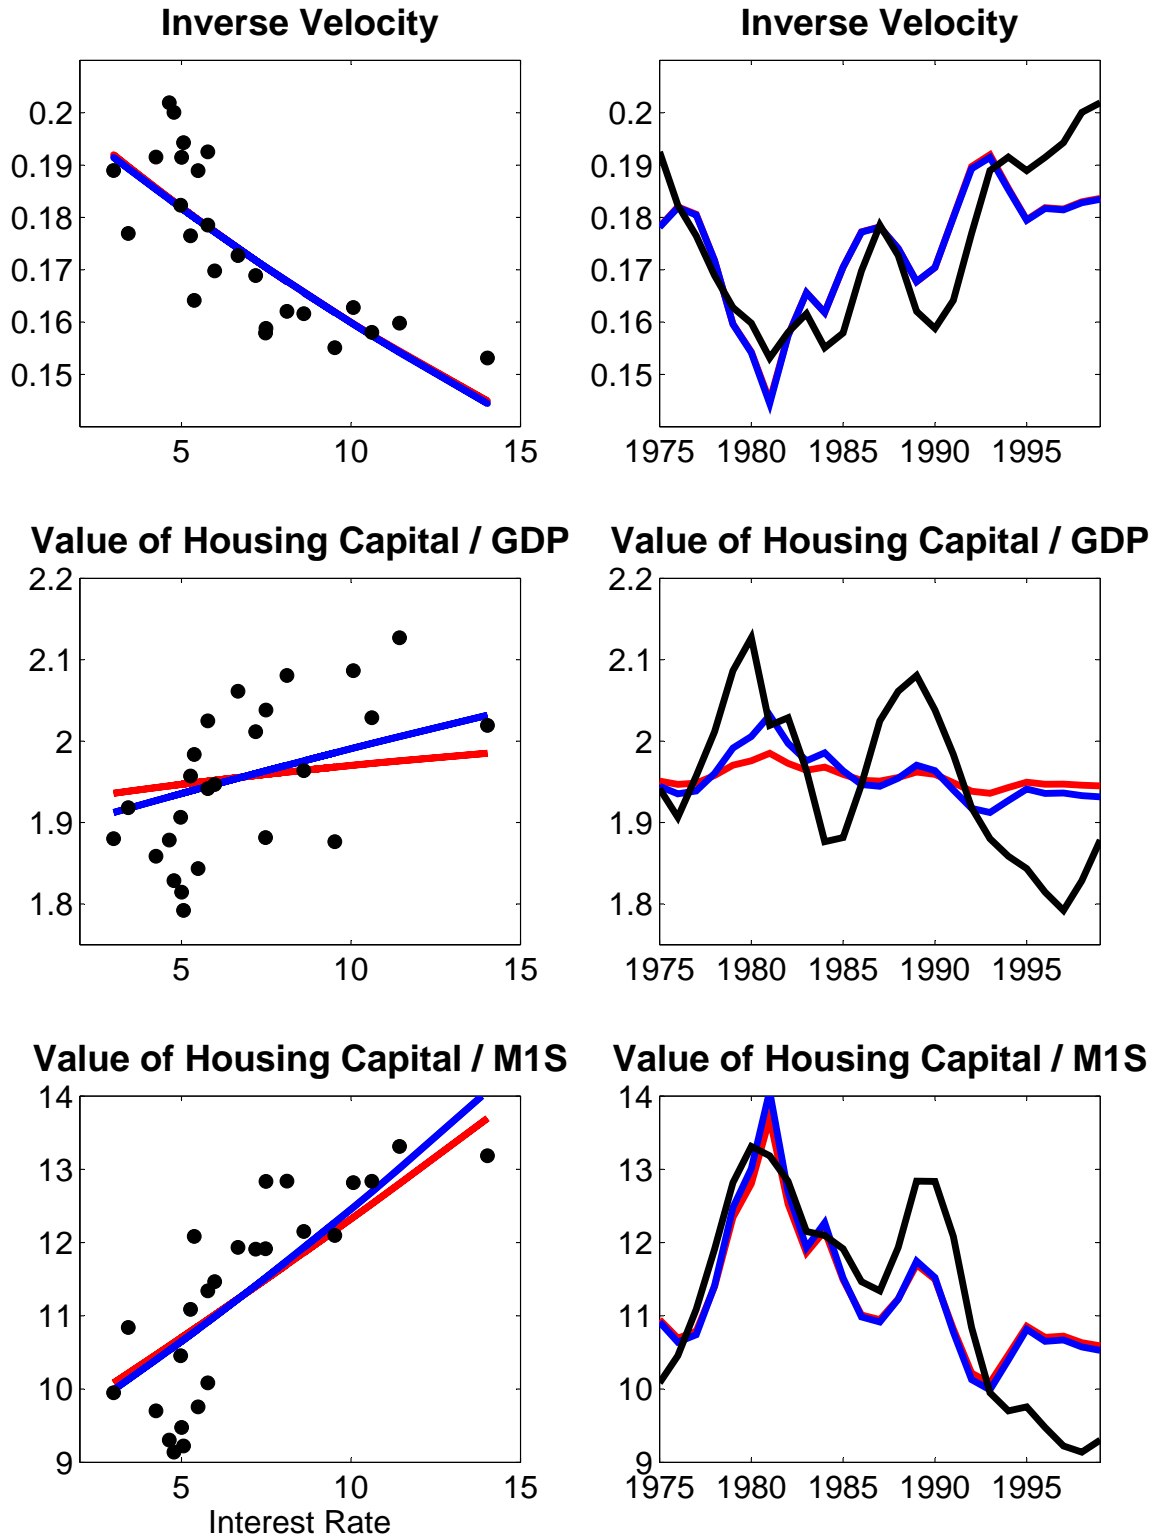 Inverse Velocity
0.2
0.19
0.18
0.17
0.16
0.15
5 10 15
Inverse Velocity
0.2
0.19
0.18
0.17
0.16
0.15
1975 1980 1985 1990 1995
Value of Housing Capital / GDP
2.2
2.1
2
1.9
1.8
5 10 15
Value of Housing Capital / GDP
2.2
2.1
2
1.9
1.8
1975 1980 1985 1990 1995
Value of Housing Capital / M1S
14
13
12
11
10
9
5 10 15
Interest Rate
Value of Housing Capital / M1S
14
13
12
11
10
9
1975 1980 1985 1990 1995